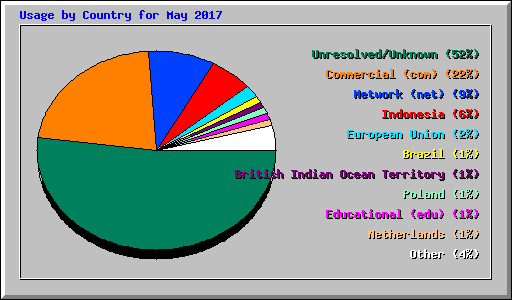 Usage by Country for May 2017
Unresolved/Unknown (52%)
Commercial (com) (22%)
Network (net) (9%)
Indonesia (6%)
European Union (2%)
Brazil (1%)
British Indian Ocean Territory (1%)
Poland (1%)
Educational (edu) (1%)
Netherlands (1%)
Other (4%)